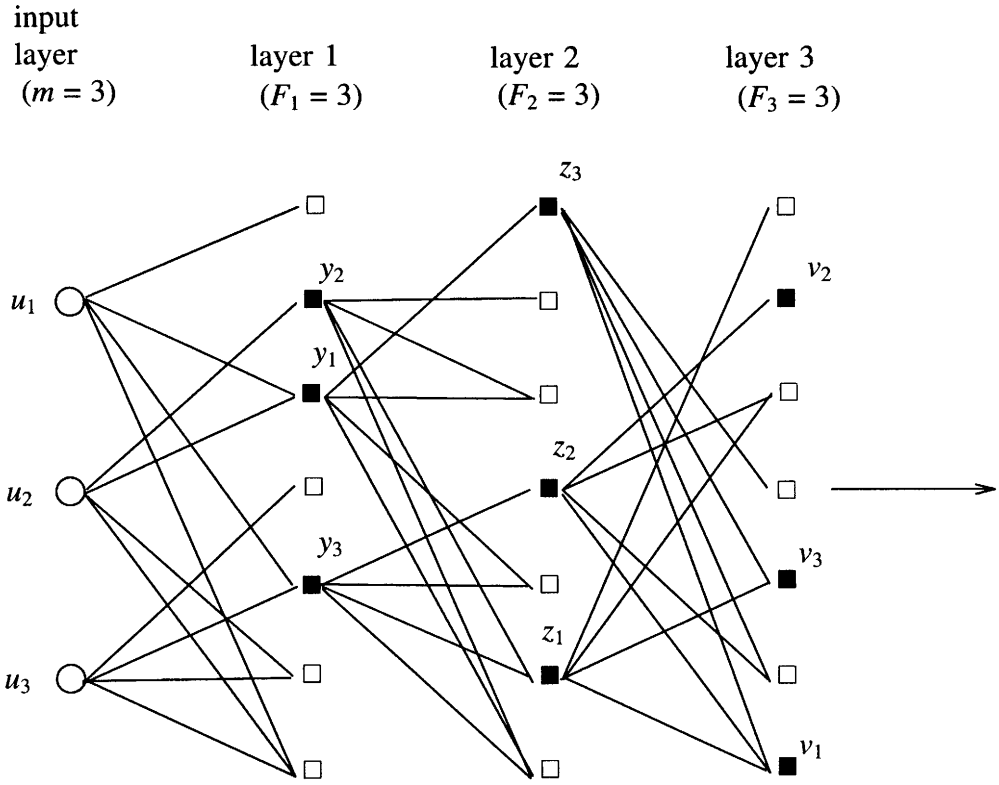 input
layer
(m = 3)
layer 1
(F₁ = 3)
layer 2
(F₂ = 3)
layer 3
(F₃ = 3)
z₃
y₂
v₂
u₁
y₁
z₂
u₂
y₃
v₃
z₁
u₃
v₁